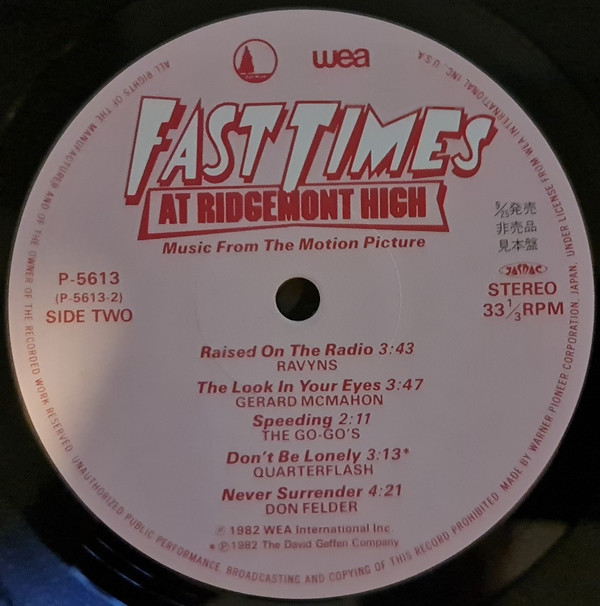 wea
FAST TIMES
AT RIDGEMONT HIGH
Music From The Motion Picture
9/25発売
非売品
見本盤
JASRAC
P-5613
(P-5613-2)
SIDE TWO
STEREO
33 1/3 RPM
Raised On The Radio 3:43
RAVYNS
The Look In Your Eyes 3:47
GERARD MCMAHON
Speeding 2:11
THE GO-GO'S
Don't Be Lonely 3:13*
QUARTERFLASH
Never Surrender 4:21
DON FELDER
Ⓟ 1982 WEA International Inc.
* Ⓟ 1982 The David Geffen Company
ALL RIGHTS OF THE MANUFACTURER AND OF THE OWNER OF THE RECORDED WORK RESERVED. UNAUTHORIZED PUBLIC PERFORMANCE, BROADCASTING AND COPYING OF THIS RECORD PROHIBITED. MADE BY WARNER PIONEER CORPORATION, JAPAN, UNDER LICENSE FROM WEA INTERNATIONAL INC. U.S.A.